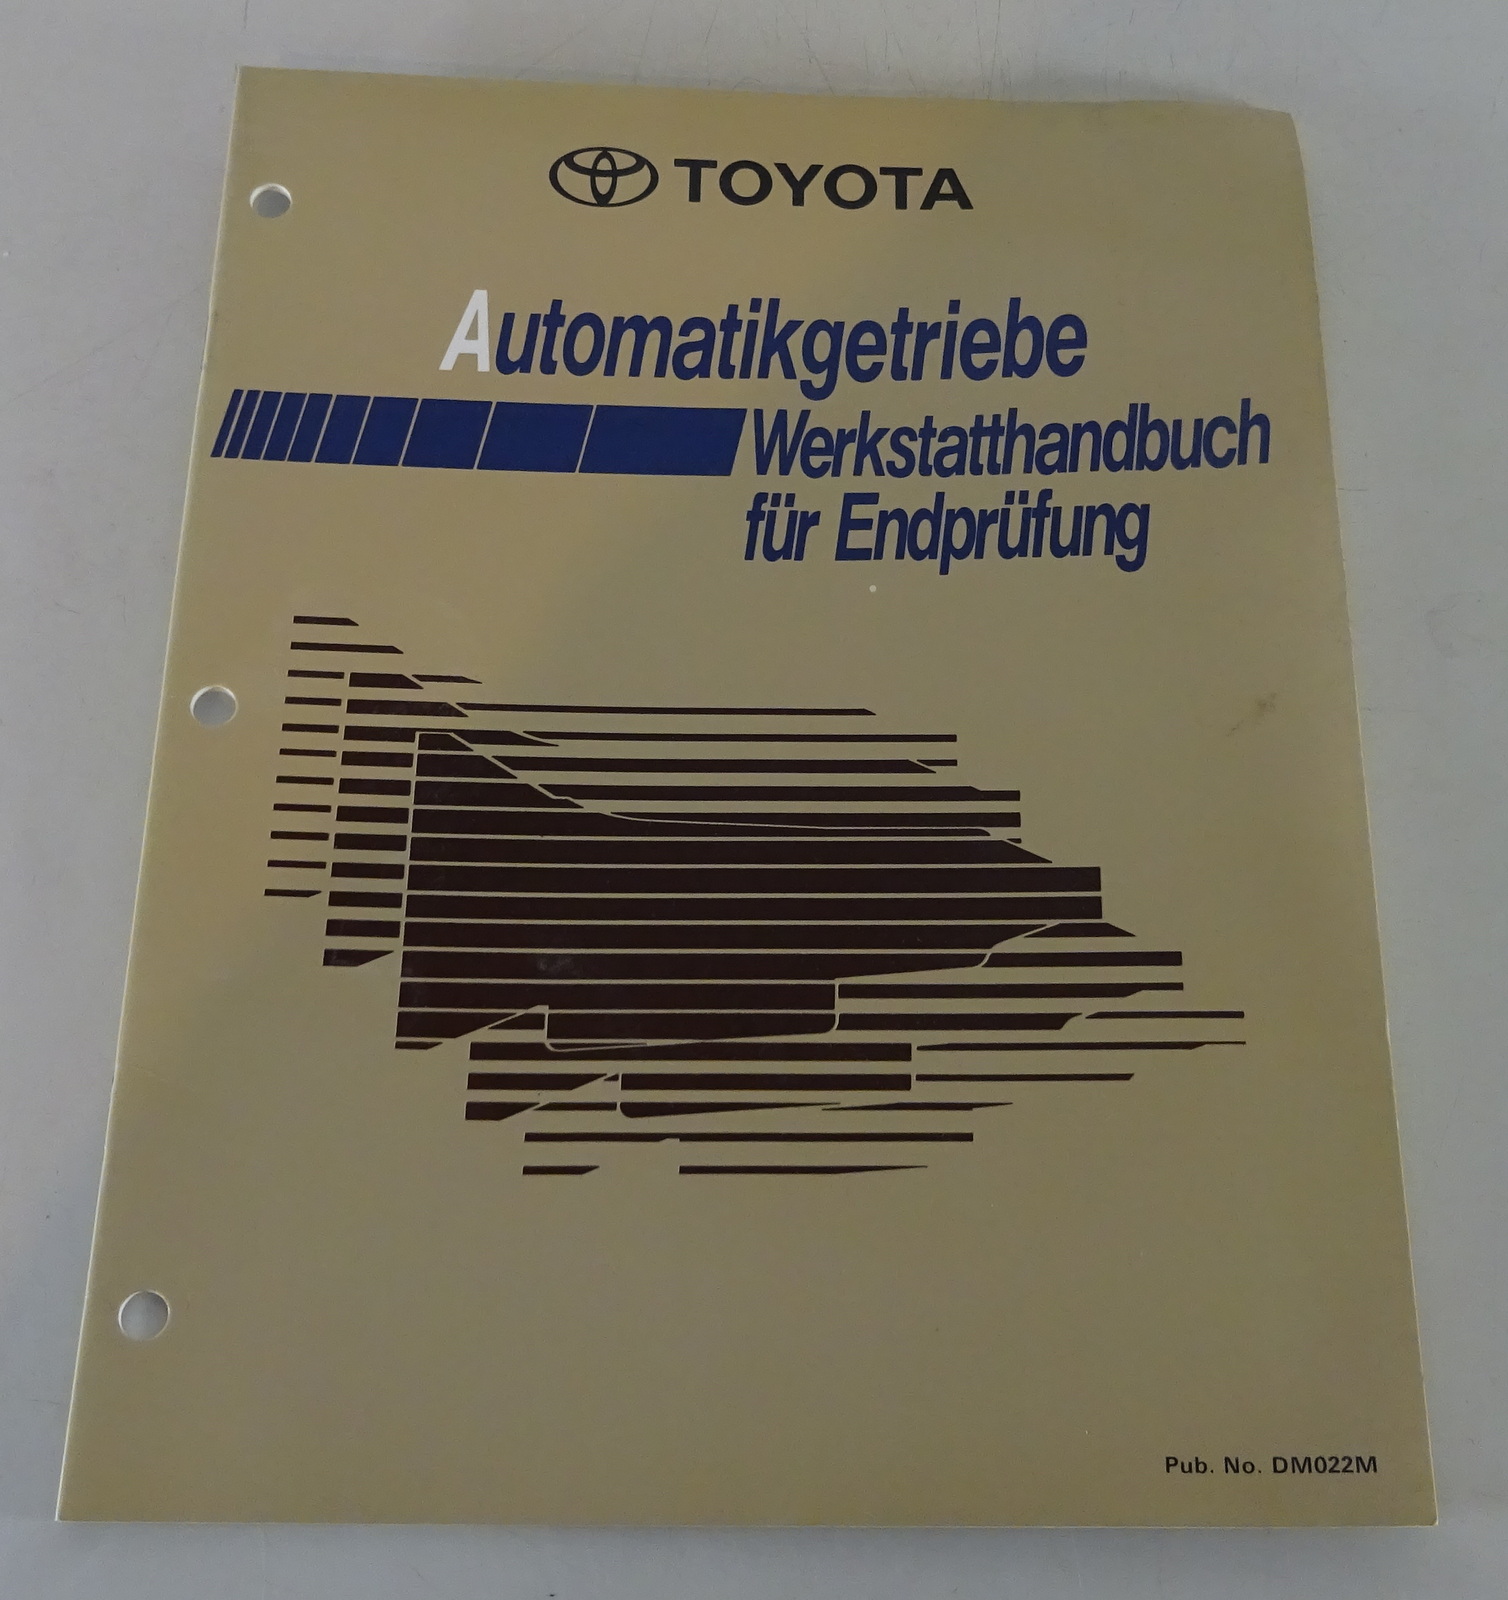 TOYOTA
Automatikgetriebe
Werkstatthandbuch
für Endprüfung
Pub. No. DM022M